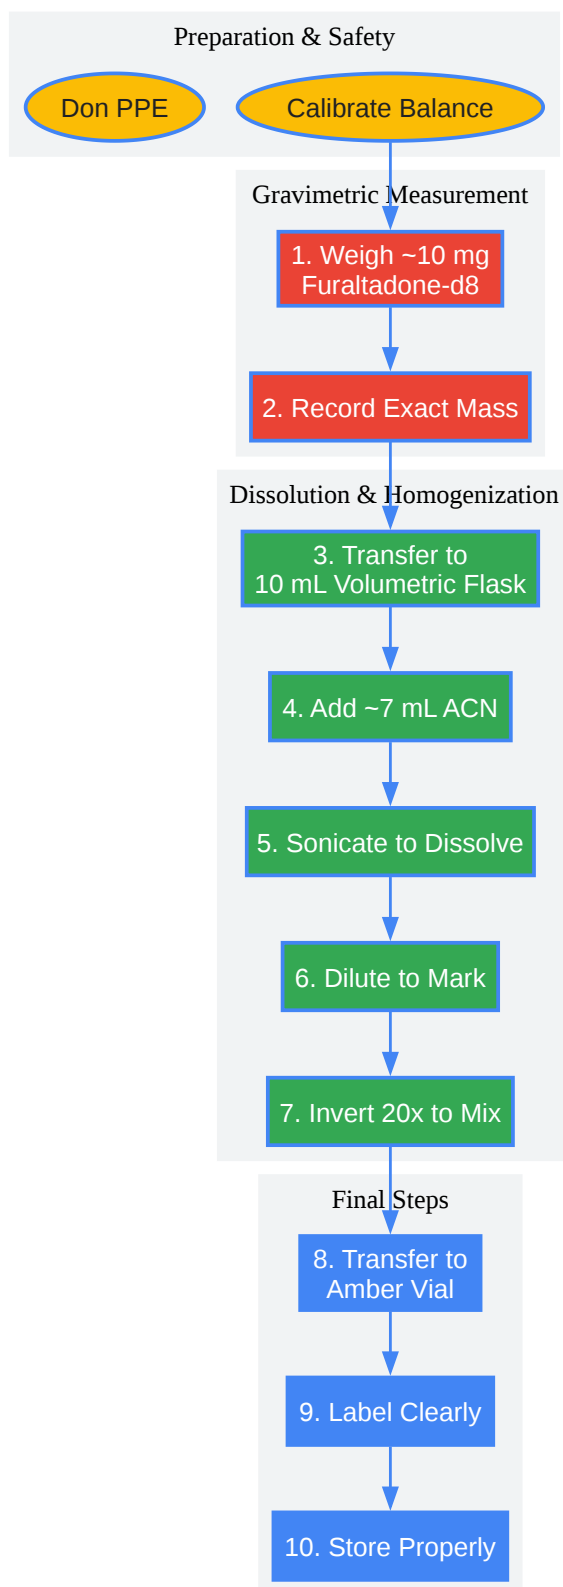 Preparation & Safety
Don PPE
Calibrate Balance
Gravimetric Measurement
1. Weigh ~10 mg
Furaltadone-d8
2. Record Exact Mass
Dissolution & Homogenization
3. Transfer to
10 mL Volumetric Flask
4. Add ~7 mL ACN
5. Sonicate to Dissolve
6. Dilute to Mark
7. Invert 20x to Mix
Final Steps
8. Transfer to
Amber Vial
9. Label Clearly
10. Store Properly